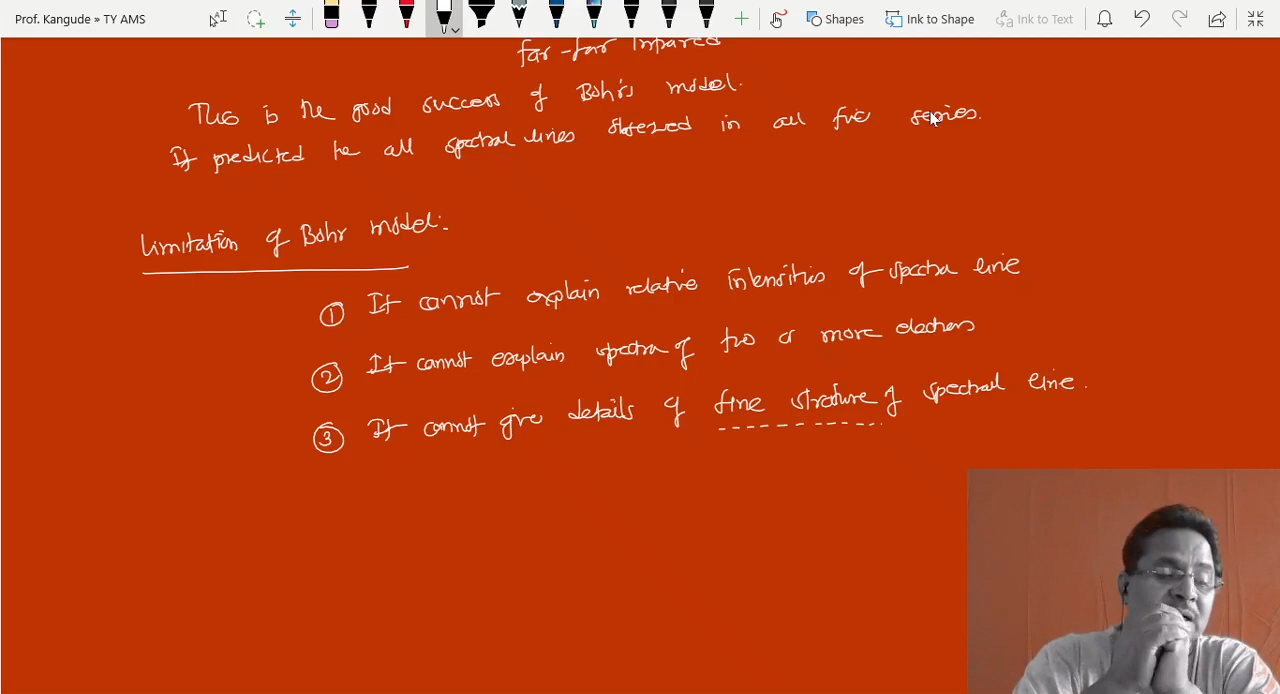 Prof. Kangude » TY AMS
Shapes
Ink to Shape
Ink to Text
far-far Infrared
This is the good success of Bohr's model.
It predicted the all spectral lines observed in all five series.
Limitation of Bohr model:
① It cannot explain relative intensities of spectra line
② It cannot explain spectra of two or more electrons
③ It cannot give details of fine structure of spectral line.